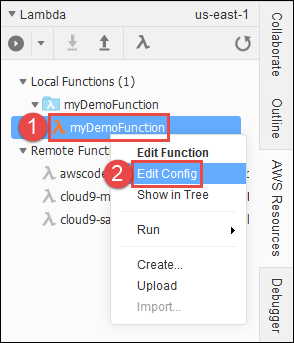 Lambda
us-east-1
Local Functions (1)
myDemoFunction
1
myDemoFunction
Edit Function
Remote Func
2
Edit Config
awscode
cloud9-m
Show in Tree
cloud9-sa
Run
Create...
Upload
Import...
Collaborate
Outline
AWS Resources
Debugger